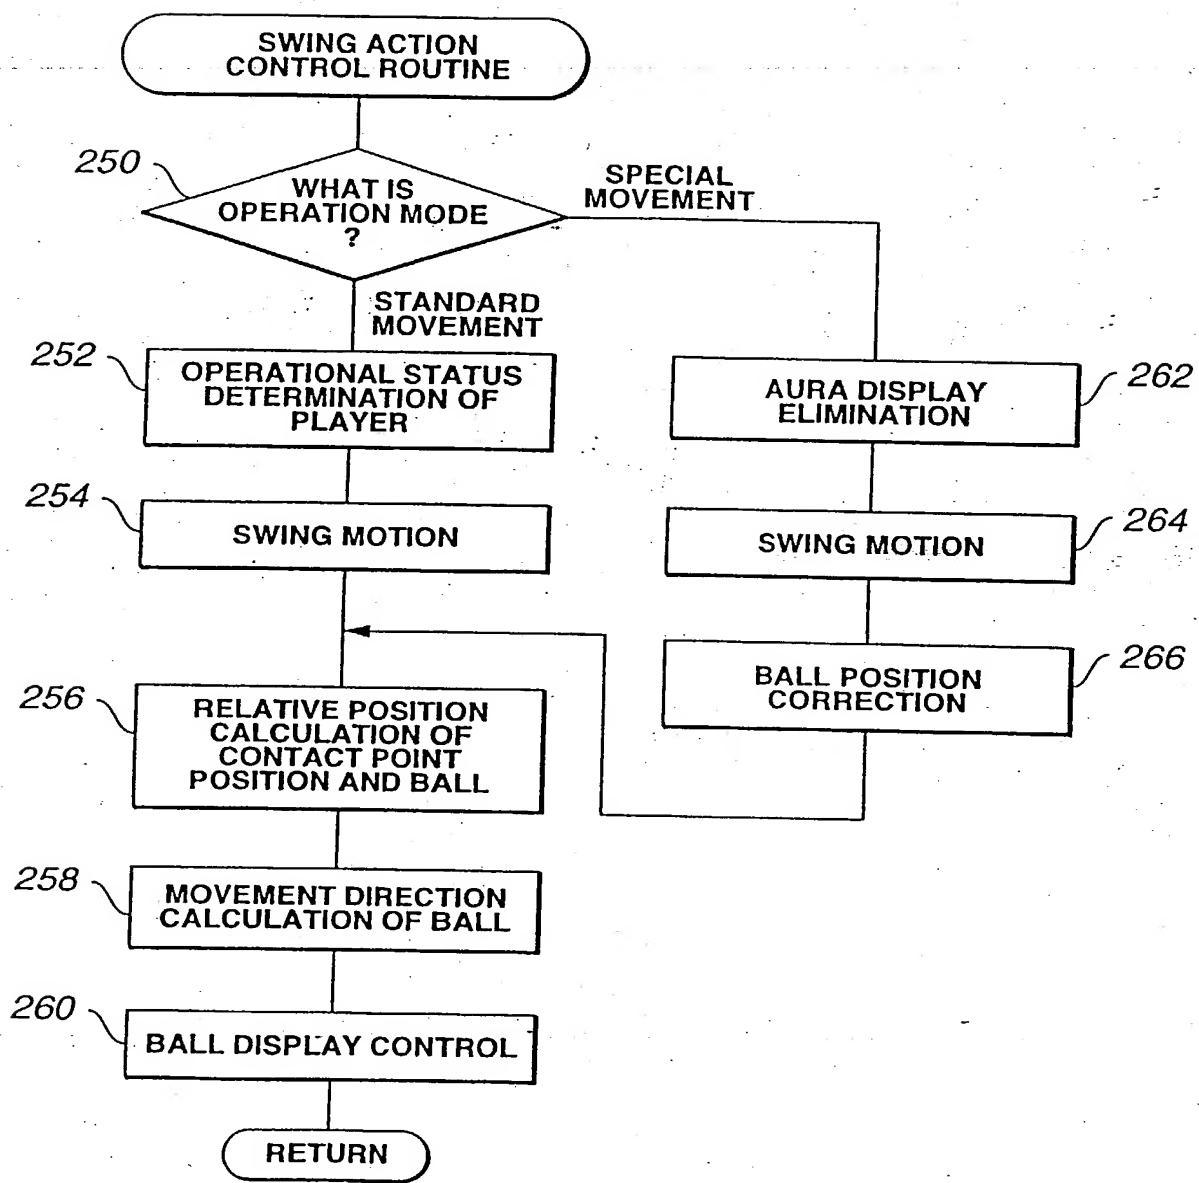 SWING ACTION
CONTROL ROUTINE
250
WHAT IS
OPERATION MODE
?
SPECIAL
MOVEMENT
STANDARD
MOVEMENT
252
OPERATIONAL STATUS
DETERMINATION OF
PLAYER
262
AURA DISPLAY
ELIMINATION
254
SWING MOTION
264
SWING MOTION
266
BALL POSITION
CORRECTION
256
RELATIVE POSITION
CALCULATION OF
CONTACT POINT
POSITION AND BALL
258
MOVEMENT DIRECTION
CALCULATION OF BALL
260
BALL DISPLAY CONTROL
RETURN